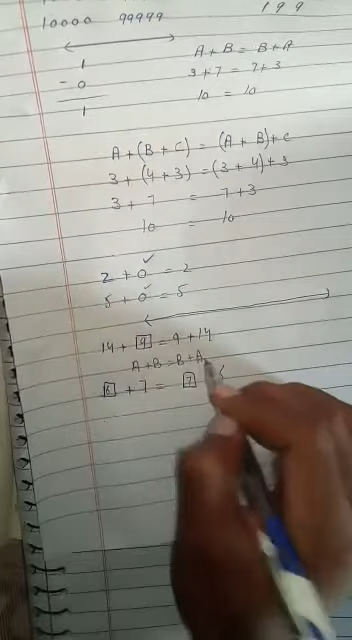 199
10000 99999
1
- 0
1
A+B = B+A
3+7 = 7+3
10 = 10
A+(B+C) = (A+B)+C
3+(4+3) = (3+4)+3
3+7 = 7+3
10 = 10
2+0 = 2
5+0 = 5
14+9 = 9+14
A+B=B+A
6+7 = 7